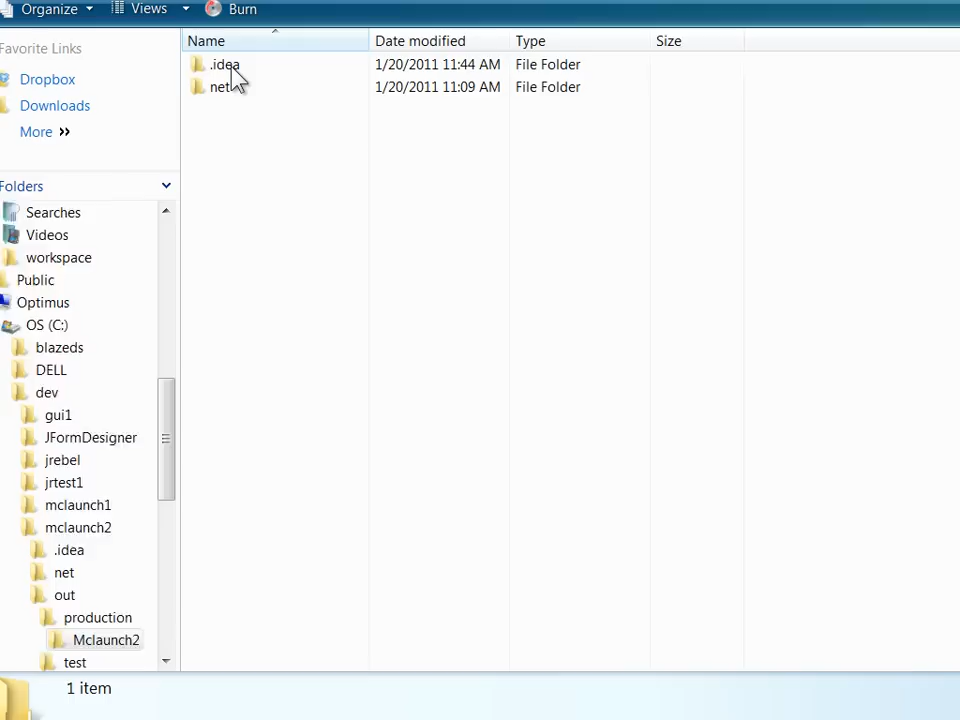 Organize Views Burn
Favorite Links
Dropbox
Downloads
More
Folders
Searches
Videos
workspace
Public
Optimus
OS (C:)
blazeds
DELL
dev
gui1
JFormDesigner
jrebel
jrtest1
mclaunch1
mclaunch2
.idea
net
out
production
Mclaunch2
test
Name Date modified Type Size
.idea 1/20/2011 11:44 AM File Folder
net 1/20/2011 11:09 AM File Folder
1 item